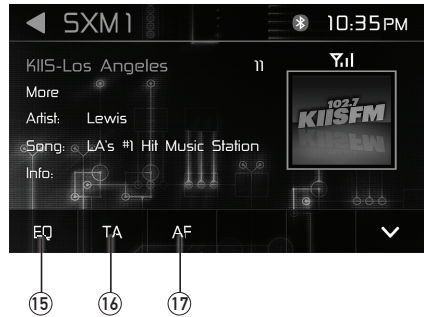 SXM1 10:35PM
KIIS-Los Angeles 11
More
Artist: Lewis
Song: LA's #1 Hit Music Station
Info:
102.7
KIISFM
EQ TA AF
15 16 17